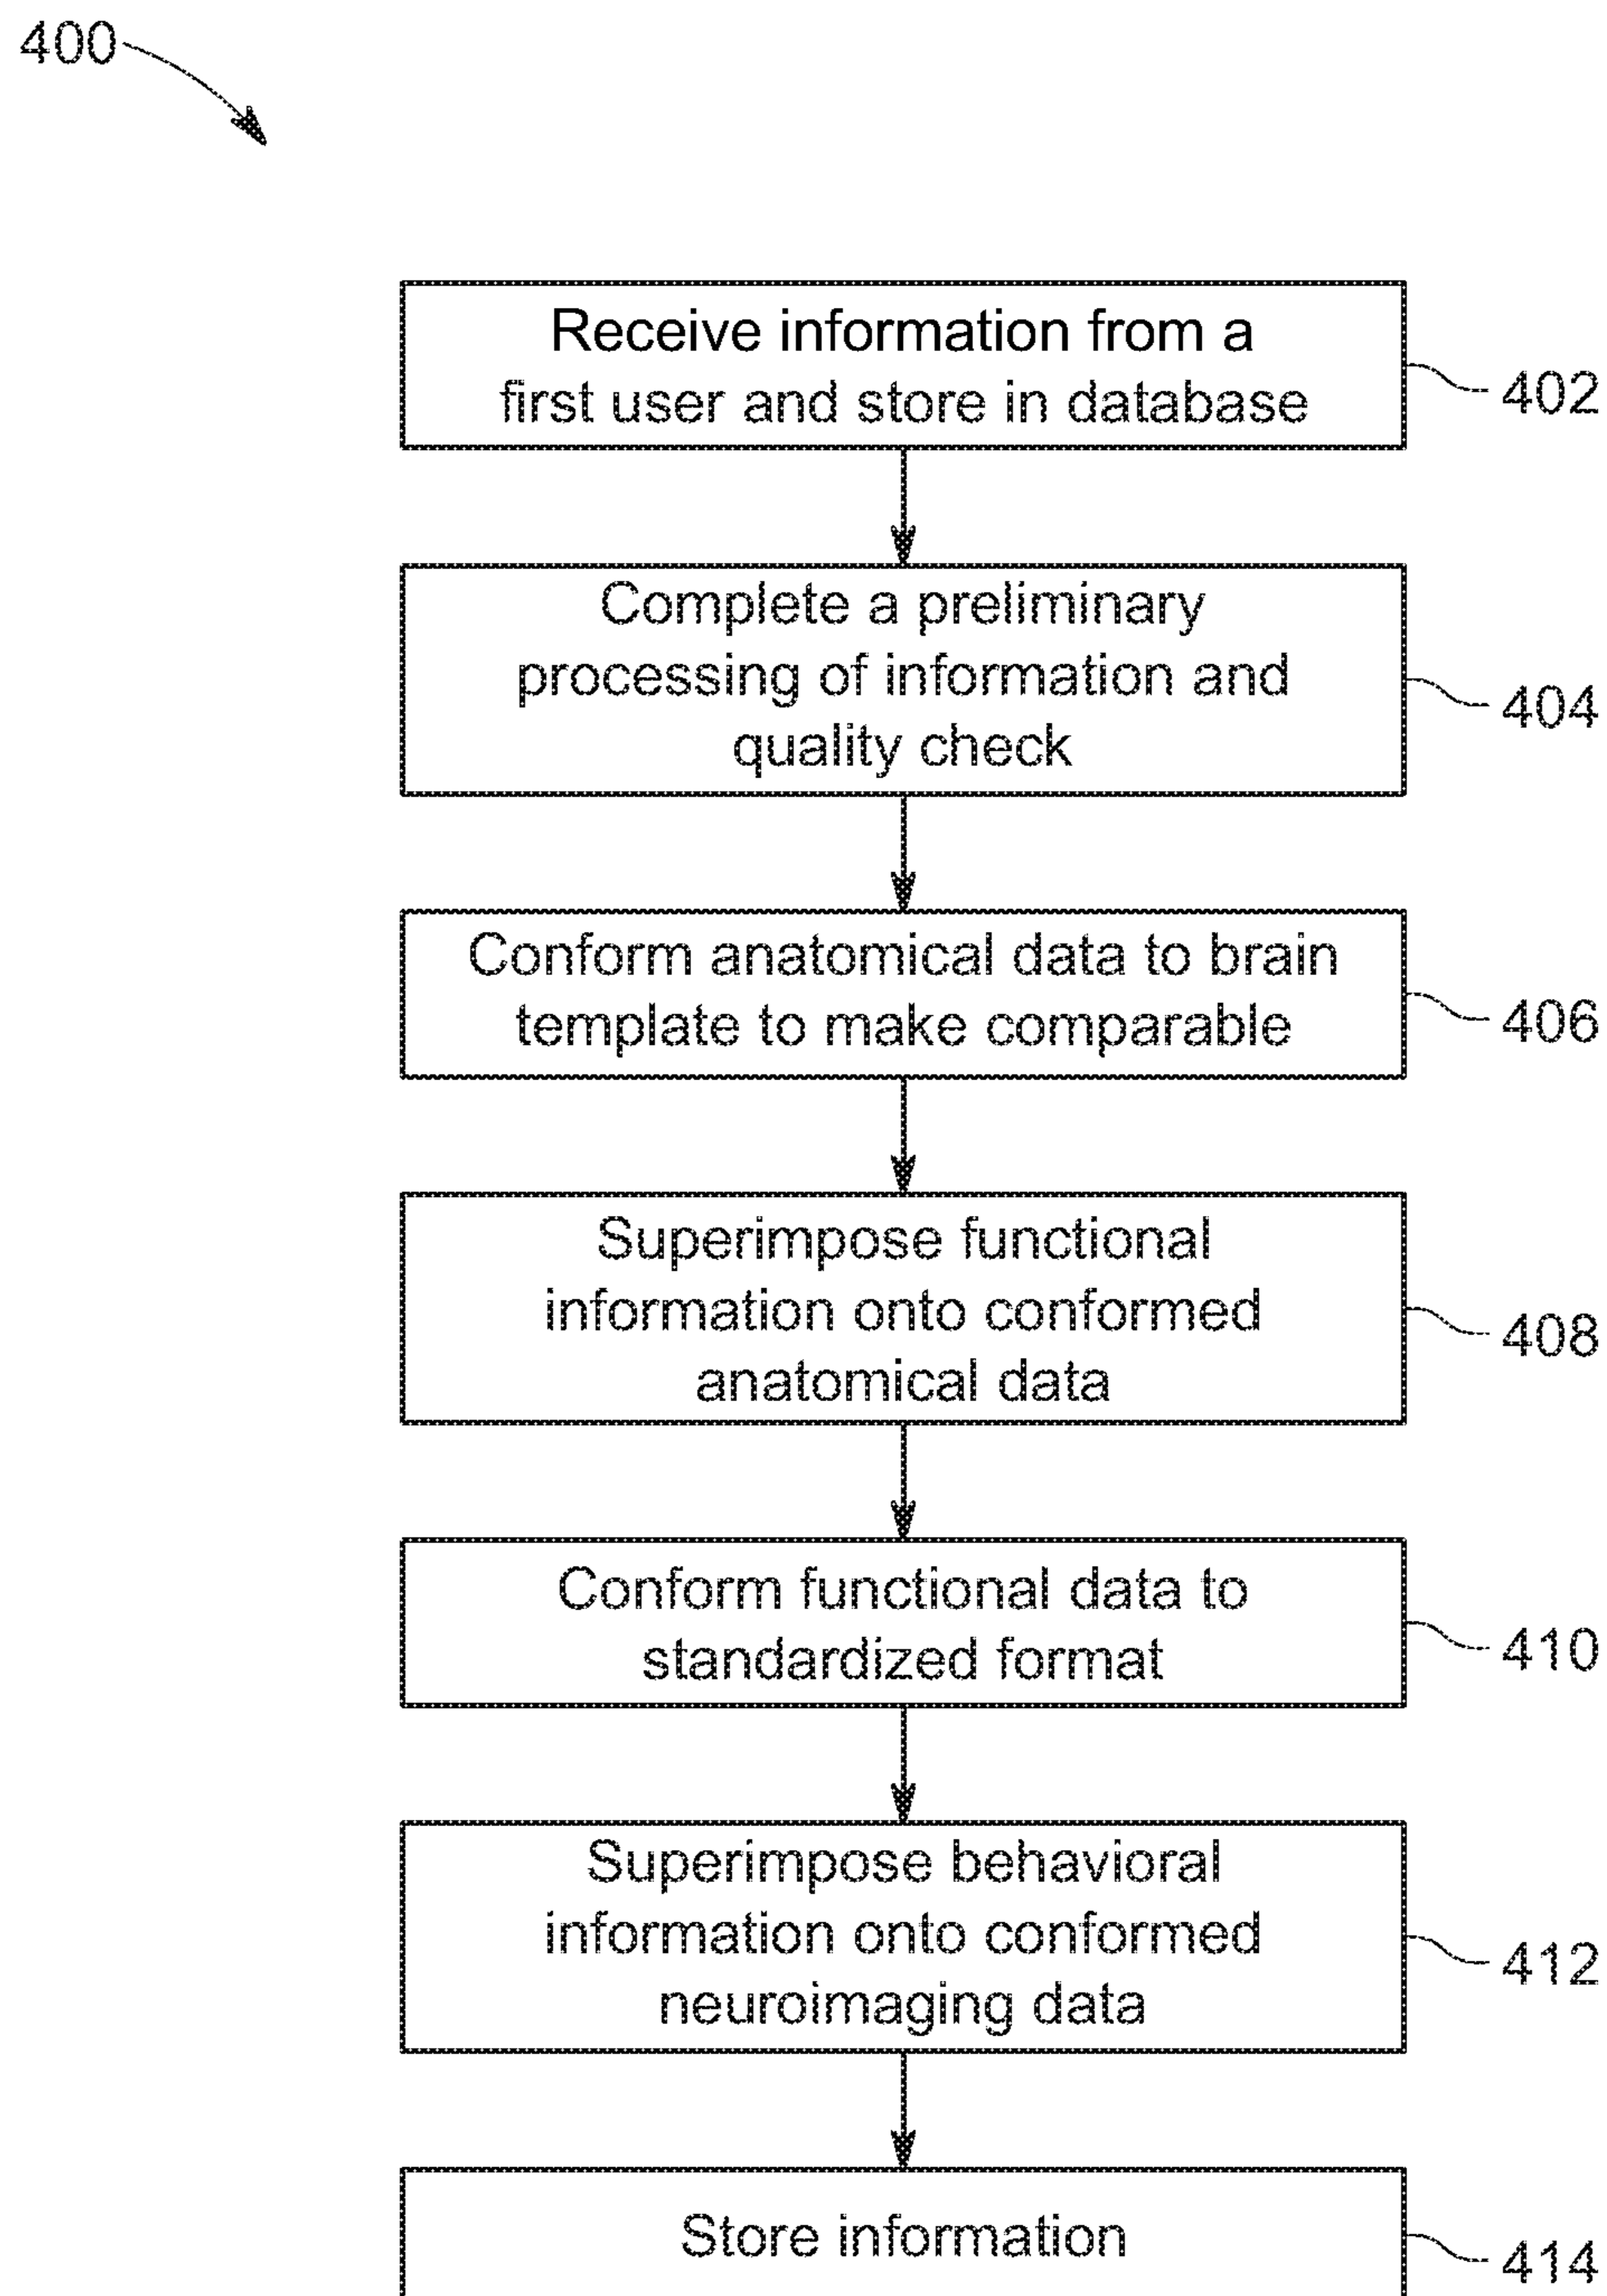 400
Receive information from a
first user and store in database
402
Complete a preliminary
processing of information and
quality check
404
Conform anatomical data to brain
template to make comparable
406
Superimpose functional
information onto conformed
anatomical data
408
Conform functional data to
standardized format
410
Superimpose behavioral
information onto conformed
neuroimaging data
412
Store information
414